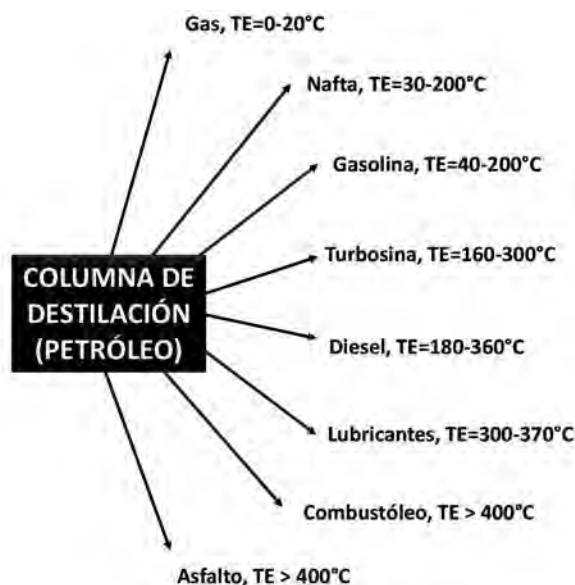 Gas, TE=0-20°C
Nafta, TE=30-200°C
Gasolina, TE=40-200°C
Turbosina, TE=160-300°C
COLUMNA DE
DESTILACIÓN
(PETRÓLEO)
Diesel, TE=180-360°C
Lubricantes, TE=300-370°C
Combustóleo, TE > 400°C
Asfalto, TE > 400°C